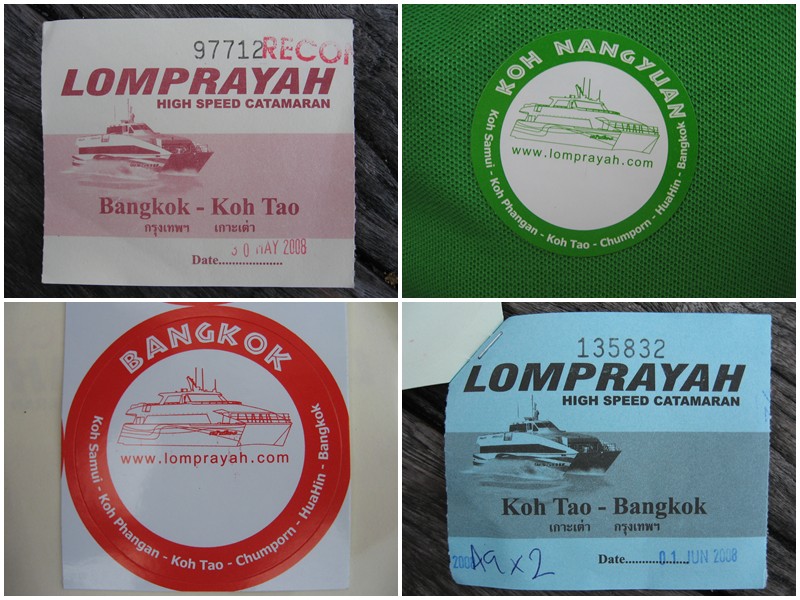 97712 RECO
LOMPRAYAH
HIGH SPEED CATAMARAN
Bangkok - Koh Tao
กรุงเทพฯ เกาะเต่า
30 MAY 2008
Date...................
KOH NANGYUAN
www.lomprayah.com
Koh Samui - Koh Phangan - Koh Tao - Chumporn - HuaHin - Bangkok
BANGKOK
www.lomprayah.com
Koh Samui - Koh Phangan - Koh Tao - Chumporn - HuaHin - Bangkok
135832
LOMPRAYAH
HIGH SPEED CATAMARAN
Koh Tao - Bangkok
เกาะเต่า กรุงเทพฯ
Date................... 01 JUN 2008
2008 A9 x 2